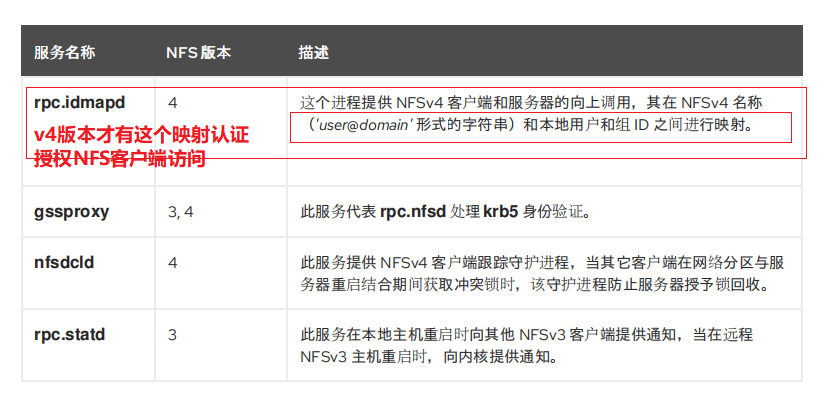 服务名称 NFS 版本 描述
rpc.idmapd 4 这个进程提供 NFSv4 客户端和服务器的向上调用，其在 NFSv4 名称
（'user@domain' 形式的字符串）和本地用户和组 ID 之间进行映射。
v4版本才有这个映射认证
授权NFS客户端访问
gssproxy 3, 4 此服务代表 rpc.nfsd 处理 krb5 身份验证。
nfsdcld 4 此服务提供 NFSv4 客户端跟踪守护进程，当其它客户端在网络分区与服
务器重启结合期间获取冲突锁时，该守护进程防止服务器授予锁回收。
rpc.statd 3 此服务在本地主机重启时向其他 NFSv3 客户端提供通知，当在远程
NFSv3 主机重启时，向内核提供通知。